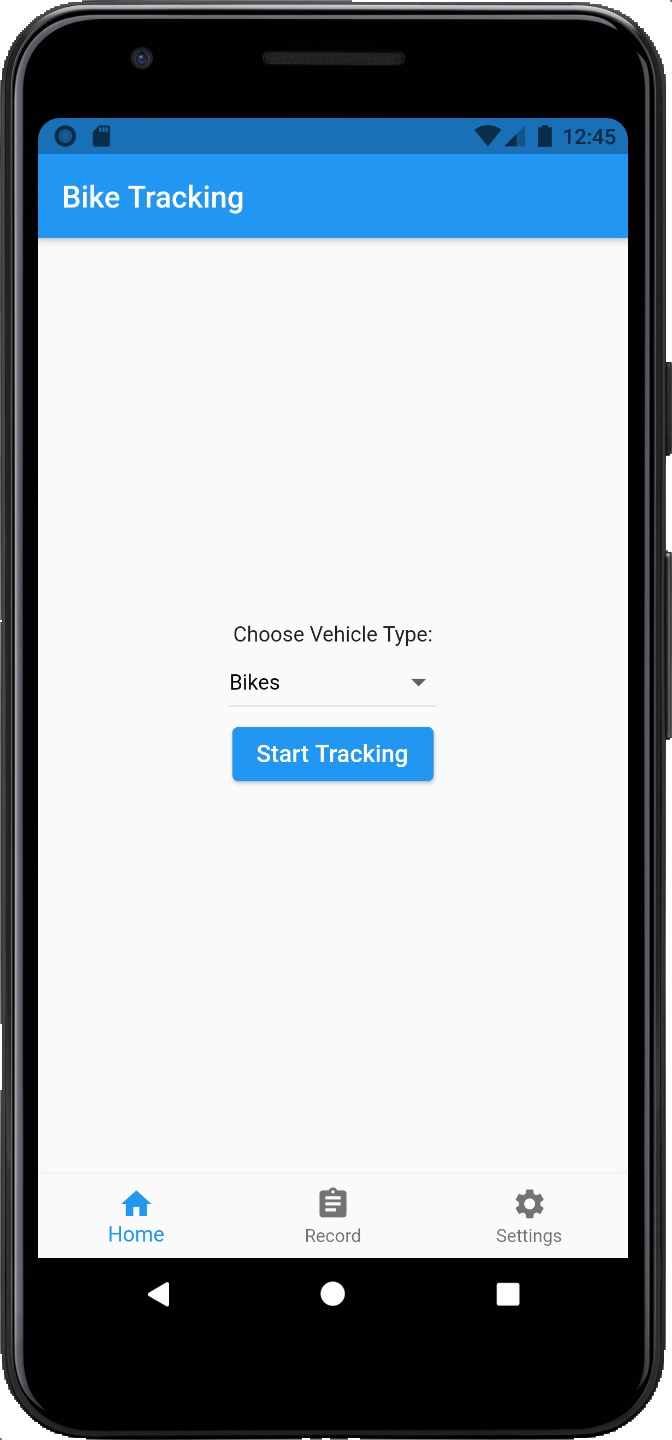 12:45
Bike Tracking
Choose Vehicle Type:
Bikes
Start Tracking
Home
Record
Settings